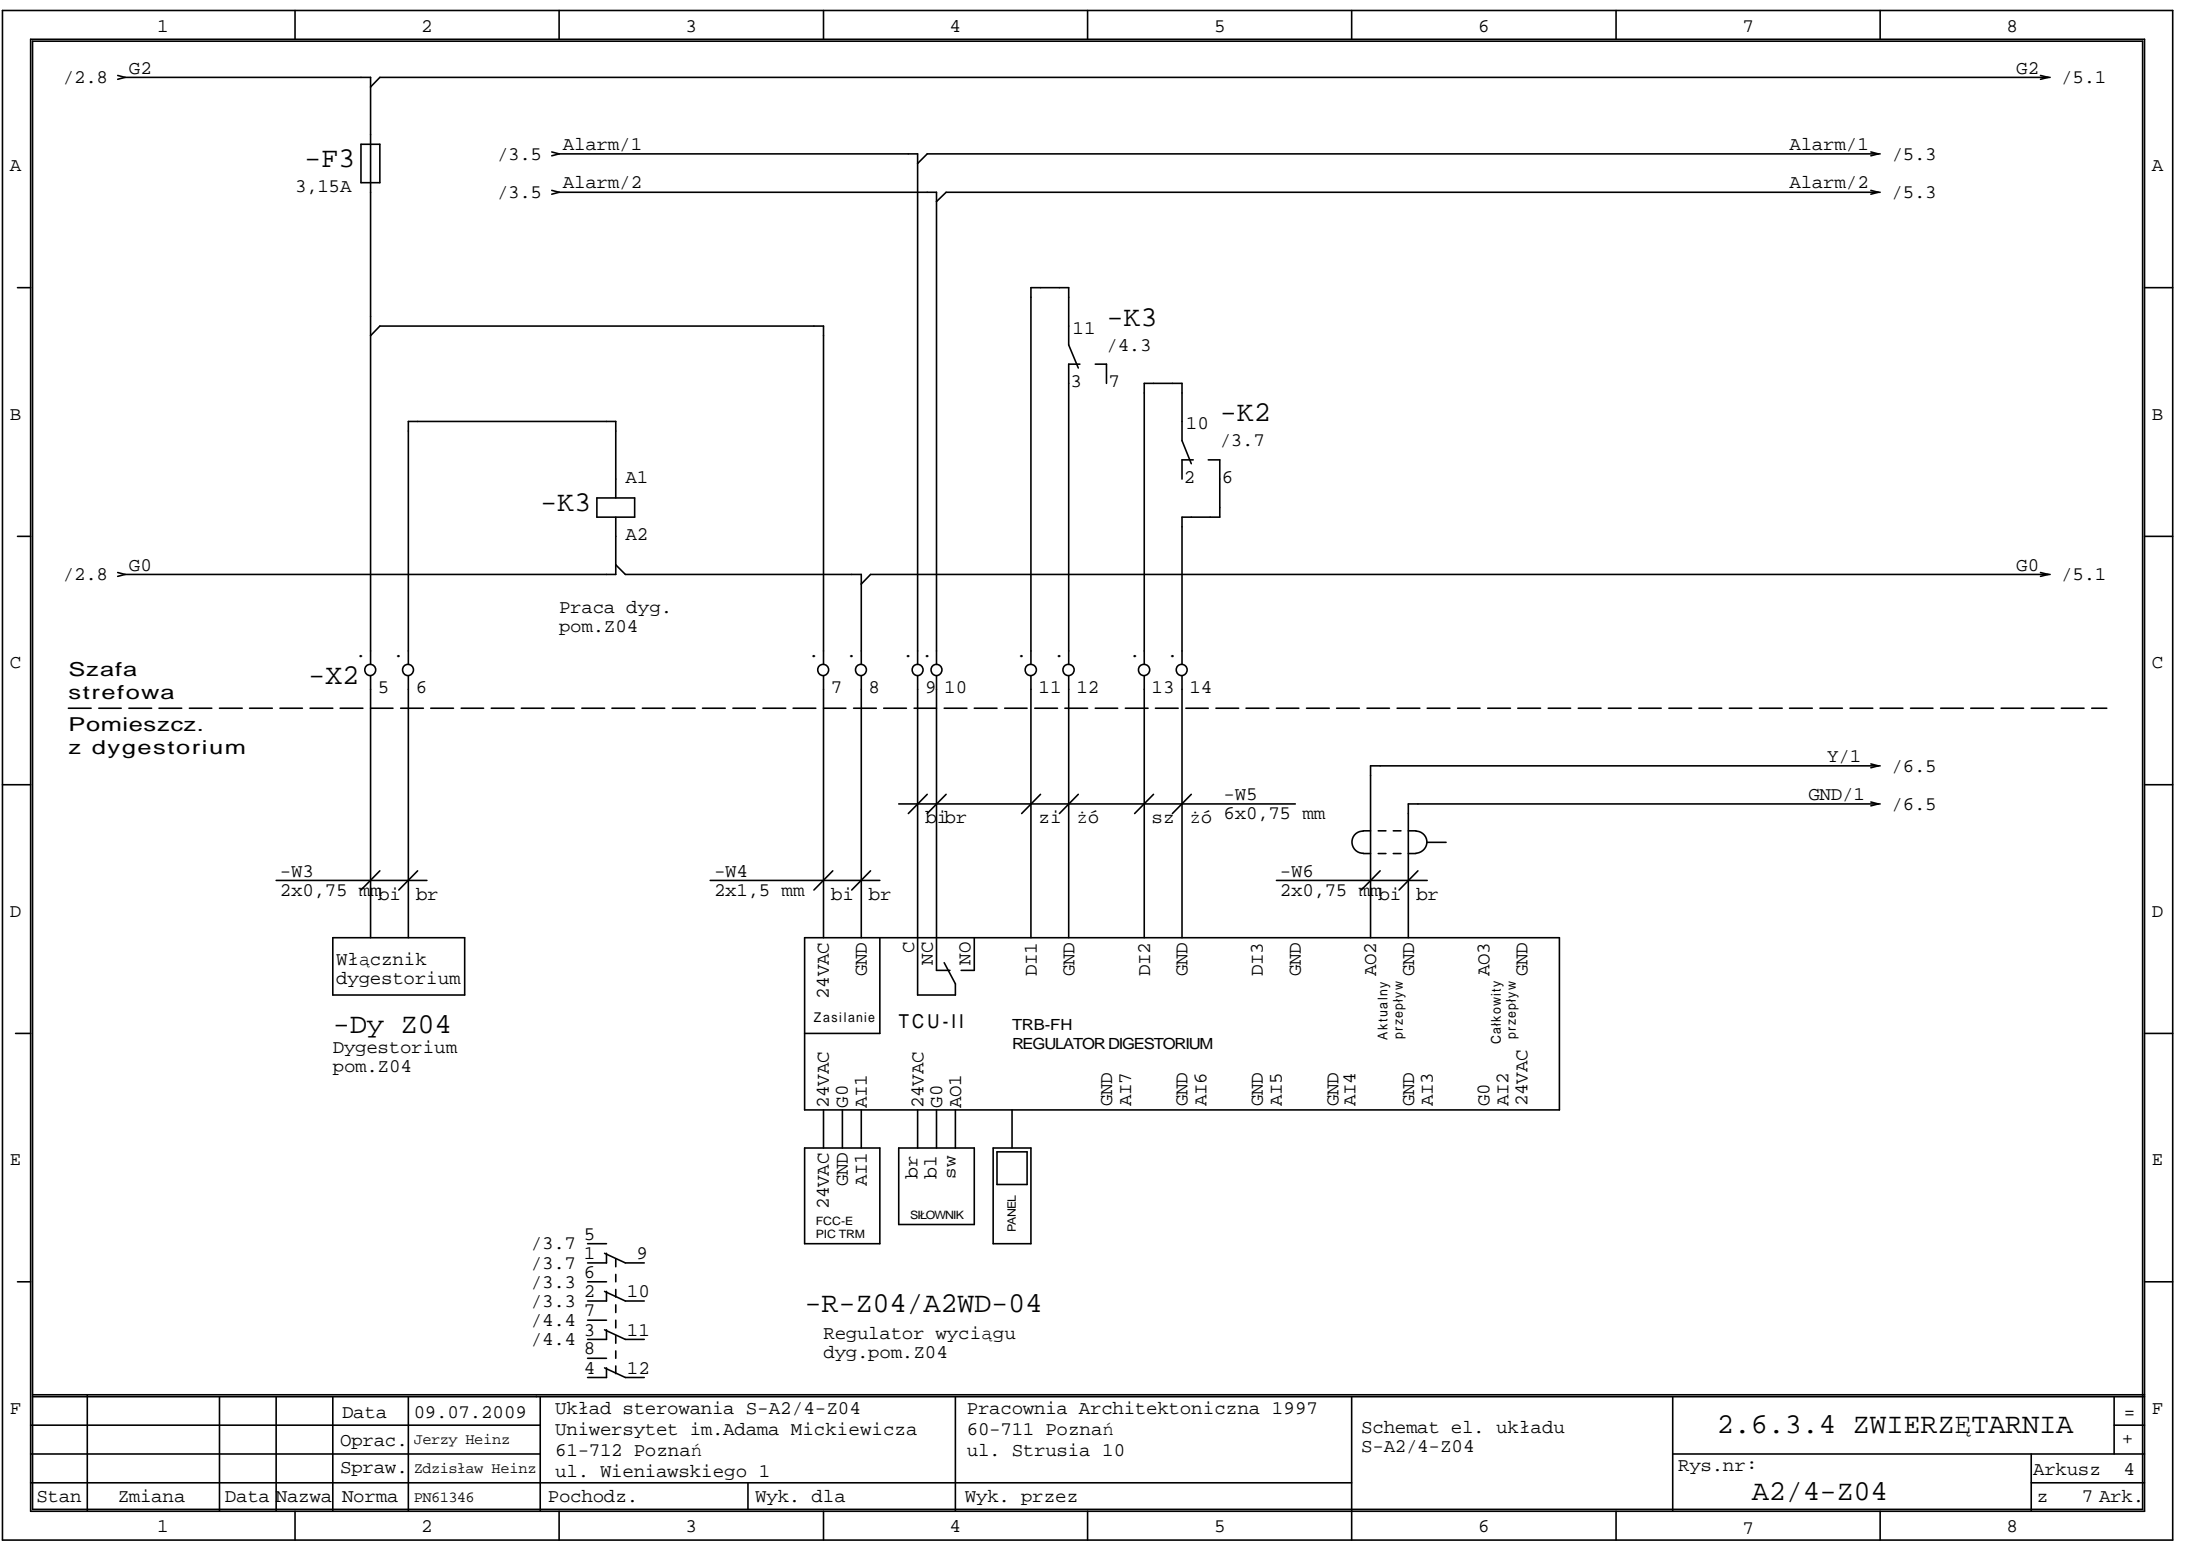 1 2 3 4 5 6 7 8
/2.8 G2
G2 /5.1
A
A
-F3
3,15A
/3.5 Alarm/1
Alarm/1 /5.3
/3.5 Alarm/2
Alarm/2 /5.3
11 -K3
/4.3
3 7
B
B
10 -K2
/3.7
2 6
A1
-K3
A2
/2.8 G0
G0 /5.1
Praca dyg.
pom.Z04
C
C
Szafa
strefowa
-X2 5 6 7 8 9 10 11 12 13 14
Pomieszcz.
z dygestorium
Y/1 /6.5
GND/1 /6.5
-W5
6x0,75 mm
bi br zi żó sz żó
-W3
2x0,75 mm bi br
-W4
2x1,5 mm bi br
-W6
2x0,75 mm bi br
D
D
Włącznik
dygestorium
-Dy Z04
Dygestorium
pom.Z04
24VAC GND C NC NO DI1 GND DI2 GND DI3 GND AO2 GND AO3 GND
Zasilanie
TCU-II
TRB-FH
REGULATOR DIGESTORIUM
Aktualny
przepływ
Całkowity
przepływ
24VAC G0 AI1 24VAC G0 AO1 GND AI7 GND AI6 GND AI5 GND AI4 GND AI3 G0 AI2 24VAC
E
E
24VAC GND AI1
FCC-E
PIC TRM
br bl sw
SIŁOWNIK
PANEL
/3.7 5
/3.7 1 9
/3.3 6
/3.3 2 10
/4.4 7
/4.4 3 11
8
4 12
-R-Z04/A2WD-04
Regulator wyciągu
dyg.pom.Z04
F
F
Data 09.07.2009
Oprac. Jerzy Heinz
Spraw. Zdzisław Heinz
Stan Zmiana Data Nazwa Norma PN61346
Układ sterowania S-A2/4-Z04
Uniwersytet im.Adama Mickiewicza
61-712 Poznań
ul. Wieniawskiego 1
Pochodz. Wyk. dla
Pracownia Architektoniczna 1997
60-711 Poznań
ul. Strusia 10
Wyk. przez
Schemat el. układu
S-A2/4-Z04
2.6.3.4 ZWIERZĘTARNIA
=
+
Rys.nr:
A2/4-Z04
Arkusz 4
z 7 Ark.
1 2 3 4 5 6 7 8